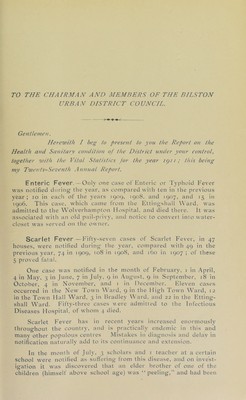 TO THE CHAIRMAN AND MEMBERS OF THE BILSTON
URBAN DISTRICT COUNCIL.
Gentlemen,
Herewith I beg to present to you the Report on the
Health and Sanitary condition of the District under your control,
together with the Vital Statistics for the year 1911; this being
my Twenty-Seventh Annual Report.
Enteric Fever.—Only one case of Enteric or Typhoid Fever
was notified during the year, as compared with ten in the previous
year; 10 in each of the years 1909, 1908, and 1907, and 15 in
1906. This case, which came from the Ettingshall Ward, was
admitted to the Wolverhampton Hospital, and died there. It was
associated with an old pail-privy, and notice to convert into water-
closet was served on the owner.
Scarlet Fever.—Fifty-seven cases of Scarlet Fever, in 47
houses, were notified during the year, compared with 49 in the
previous year, 74 in 1909, 108 in 1908, and 160 in 1907; of these
5 proved fatal.
One case was notified in the month of February, 1 in April,
4 in May, 5 in June, 7 in July, 9 in August, 9 in September, 18 in
October, 4 in November, and 1 in December. Eleven cases
occurred in the New Town Ward, 9 in the High Town Ward, 12
in the Town Hall Ward, 3 in Bradley Ward, and 22 in the Etting-
shall Ward. Fifty-three cases were admitted to the Infectious
Diseases Hospital, of whom 4 died.
Scarlet Fever has in recent years increased enormously
throughout the country, and is practically endemic in this and
many other populous centres. Mistakes in diagnosis and delay in
notification naturally add to its continuance and extension.
In the month of July, 3 scholars and 1 teacher at a certain
school were notified as suffering from this disease, and on invest-
igation it was discovered that an elder brother of one of the
children (himself above school age) was "peeling," and had been